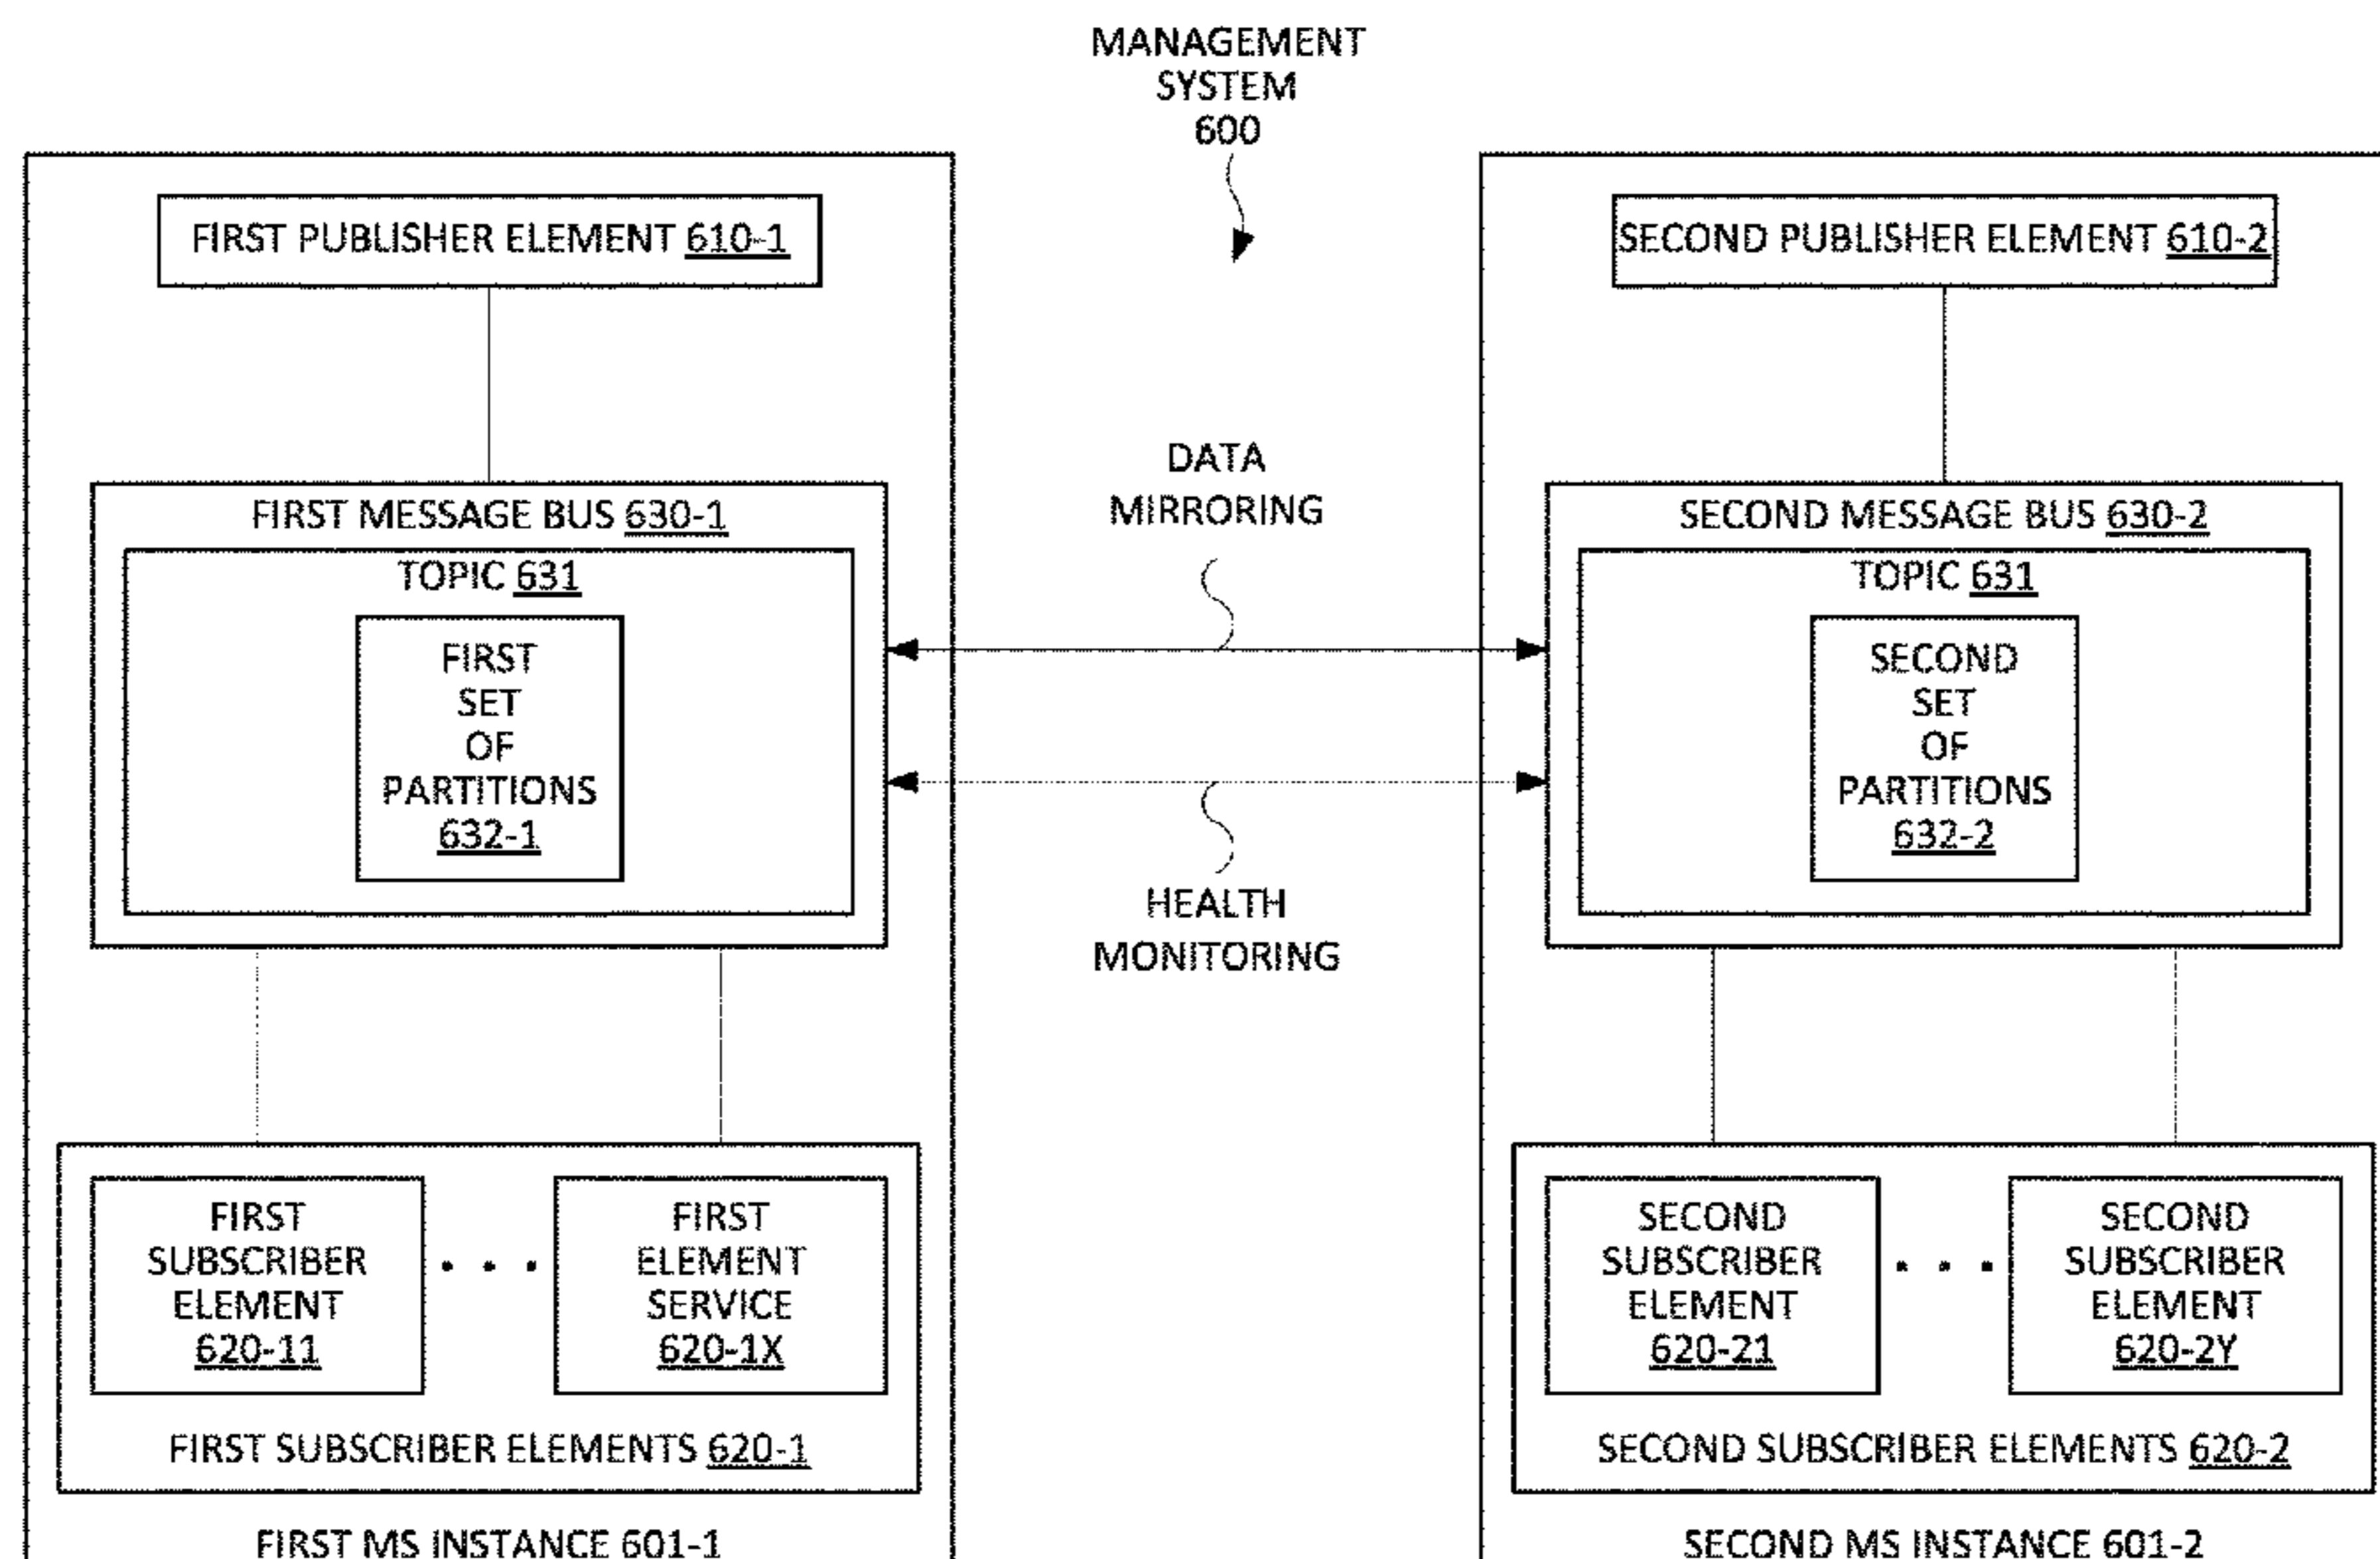 MANAGEMENT
SYSTEM
600
FIRST PUBLISHER ELEMENT 610-1
SECOND PUBLISHER ELEMENT 610-2
FIRST MESSAGE BUS 630-1
TOPIC 631
FIRST
SET
OF
PARTITIONS
632-1
DATA
MIRRORING
HEALTH
MONITORING
SECOND MESSAGE BUS 630-2
TOPIC 631
SECOND
SET
OF
PARTITIONS
632-2
FIRST
SUBSCRIBER
ELEMENT
620-11
. . .
FIRST
ELEMENT
SERVICE
620-1X
FIRST SUBSCRIBER ELEMENTS 620-1
FIRST MS INSTANCE 601-1
SECOND
SUBSCRIBER
ELEMENT
620-21
. . .
SECOND
SUBSCRIBER
ELEMENT
620-2Y
SECOND SUBSCRIBER ELEMENTS 620-2
SECOND MS INSTANCE 601-2